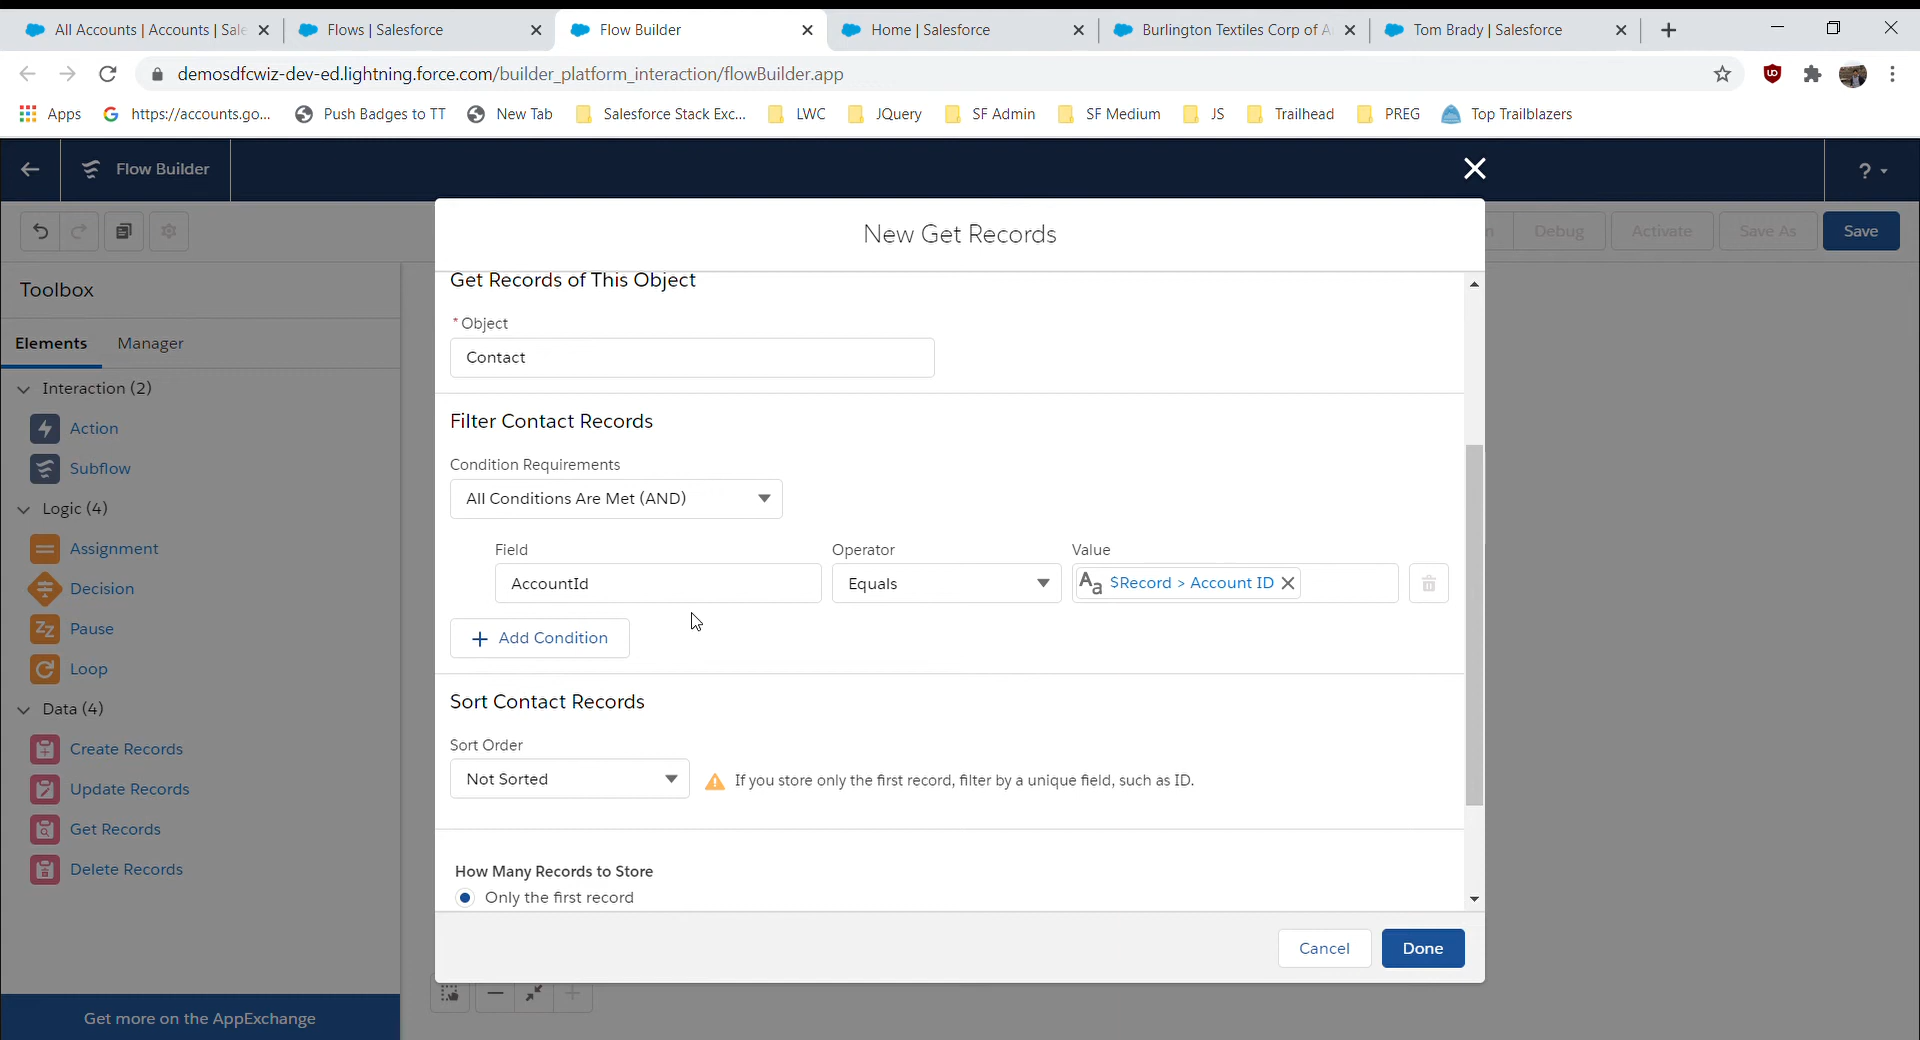 All Accounts | Accounts | Sale
Flows | Salesforce
Flow Builder
Home | Salesforce
Burlington Textiles Corp of A
Tom Brady | Salesforce
demosdfcwiz-dev-ed.lightning.force.com/builder_platform_interaction/flowBuilder.app
Apps
https://accounts.go...
Push Badges to TT
New Tab
Salesforce Stack Exc...
LWC
JQuery
SF Admin
SF Medium
JS
Trailhead
PREG
Top Trailblazers
Flow Builder
?
Debug
Activate
Save As
Save
Toolbox
Elements
Manager
Interaction (2)
Action
Subflow
Logic (4)
Assignment
Decision
Pause
Loop
Data (4)
Create Records
Update Records
Get Records
Delete Records
Get more on the AppExchange
New Get Records
Get Records of This Object
* Object
Contact
Filter Contact Records
Condition Requirements
All Conditions Are Met (AND)
Field
Operator
Value
AccountId
Equals
Aa $Record > Account ID
+ Add Condition
Sort Contact Records
Sort Order
Not Sorted
If you store only the first record, filter by a unique field, such as ID.
How Many Records to Store
Only the first record
Cancel
Done